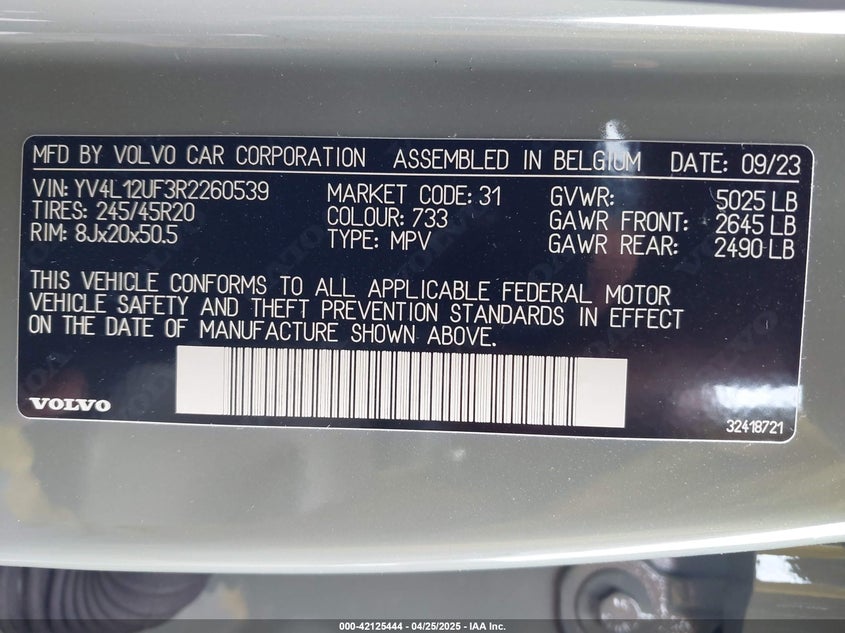 MFD BY VOLVO CAR CORPORATION ASSEMBLED IN BELGIUM DATE: 09/23
VIN: YV4L12UF3R2260539 MARKET CODE: 31 GVWR: 5025 LB
TIRES: 245/45R20 COLOUR: 733 GAWR FRONT: 2645 LB
RIM: 8Jx20x50.5 TYPE: MPV GAWR REAR: 2490 LB
THIS VEHICLE CONFORMS TO ALL APPLICABLE FEDERAL MOTOR
VEHICLE SAFETY AND THEFT PREVENTION STANDARDS IN EFFECT
ON THE DATE OF MANUFACTURE SHOWN ABOVE.
VOLVO
32418721
000-42125444 - 04/25/2025 - IAA Inc.